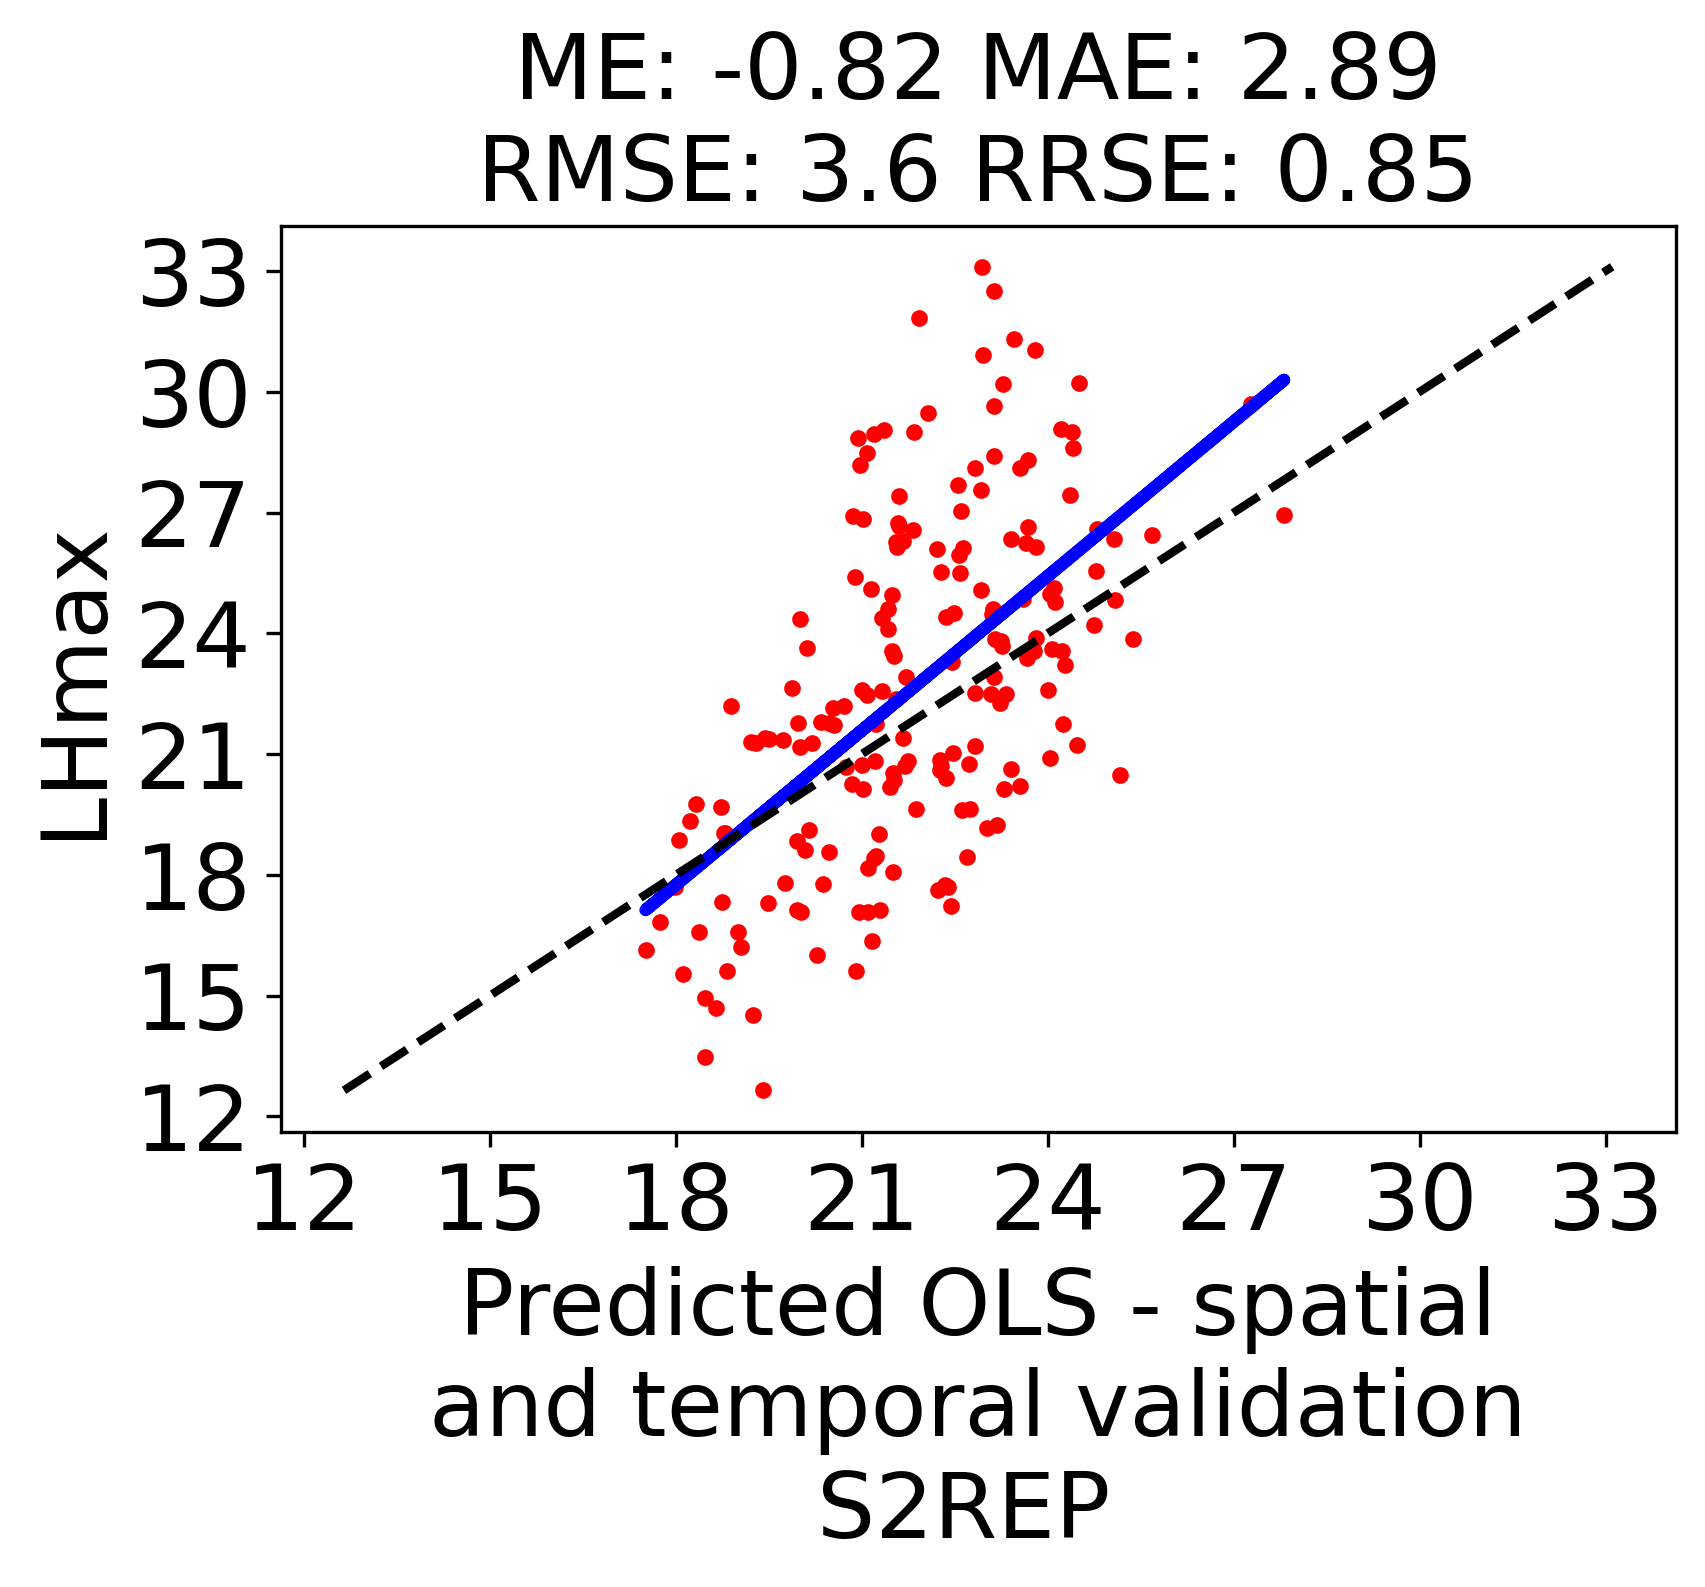 ME: -0.82 MAE: 2.89
RMSE: 3.6 RRSE: 0.85
33
30
27
24
21
18
15
12
LHmax
12 15 18 21 24 27 30 33
Predicted OLS - spatial
and temporal validation
S2REP